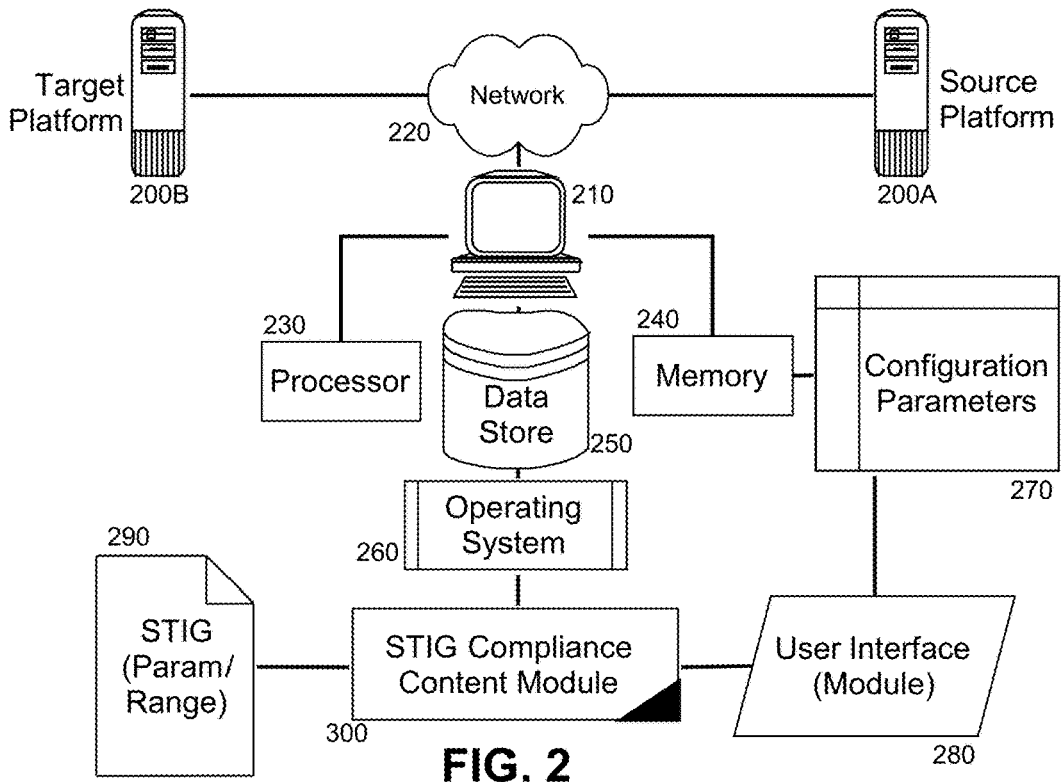 Target
Platform
200B
Network
220
Source
Platform
200A
210
230
Processor
240
Memory
Configuration
Parameters
270
Data
Store
250
Operating
System
260
290
STIG
(Param/
Range)
STIG Compliance
Content Module
300
User Interface
(Module)
280
FIG. 2